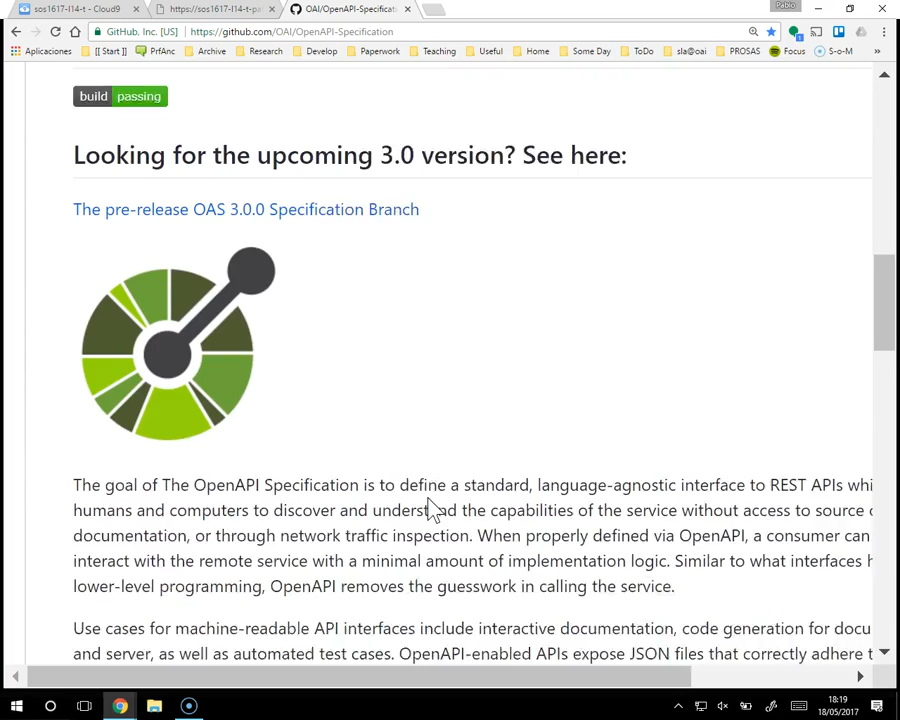 sos1617-l14-t - Cloud9
https://sos1617-l14-t-pa
OAI/OpenAPI-Specificat
Pablo
GitHub, Inc. [US]
https://github.com/OAI/OpenAPI-Specification
Aplicaciones
[[ Start ]]
PrfAnc
Archive
Research
Develop
Paperwork
Teaching
Useful
Home
Some Day
ToDo
sla@oai
PROSAS
Focus
S-o-M
»
build passing
Looking for the upcoming 3.0 version? See here:
The pre-release OAS 3.0.0 Specification Branch
The goal of The OpenAPI Specification is to define a standard, language-agnostic interface to REST APIs whi
humans and computers to discover and understand the capabilities of the service without access to source c
documentation, or through network traffic inspection. When properly defined via OpenAPI, a consumer can
interact with the remote service with a minimal amount of implementation logic. Similar to what interfaces h
lower-level programming, OpenAPI removes the guesswork in calling the service.
Use cases for machine-readable API interfaces include interactive documentation, code generation for docu
and server, as well as automated test cases. OpenAPI-enabled APIs expose JSON files that correctly adhere t
18:19
18/05/2017